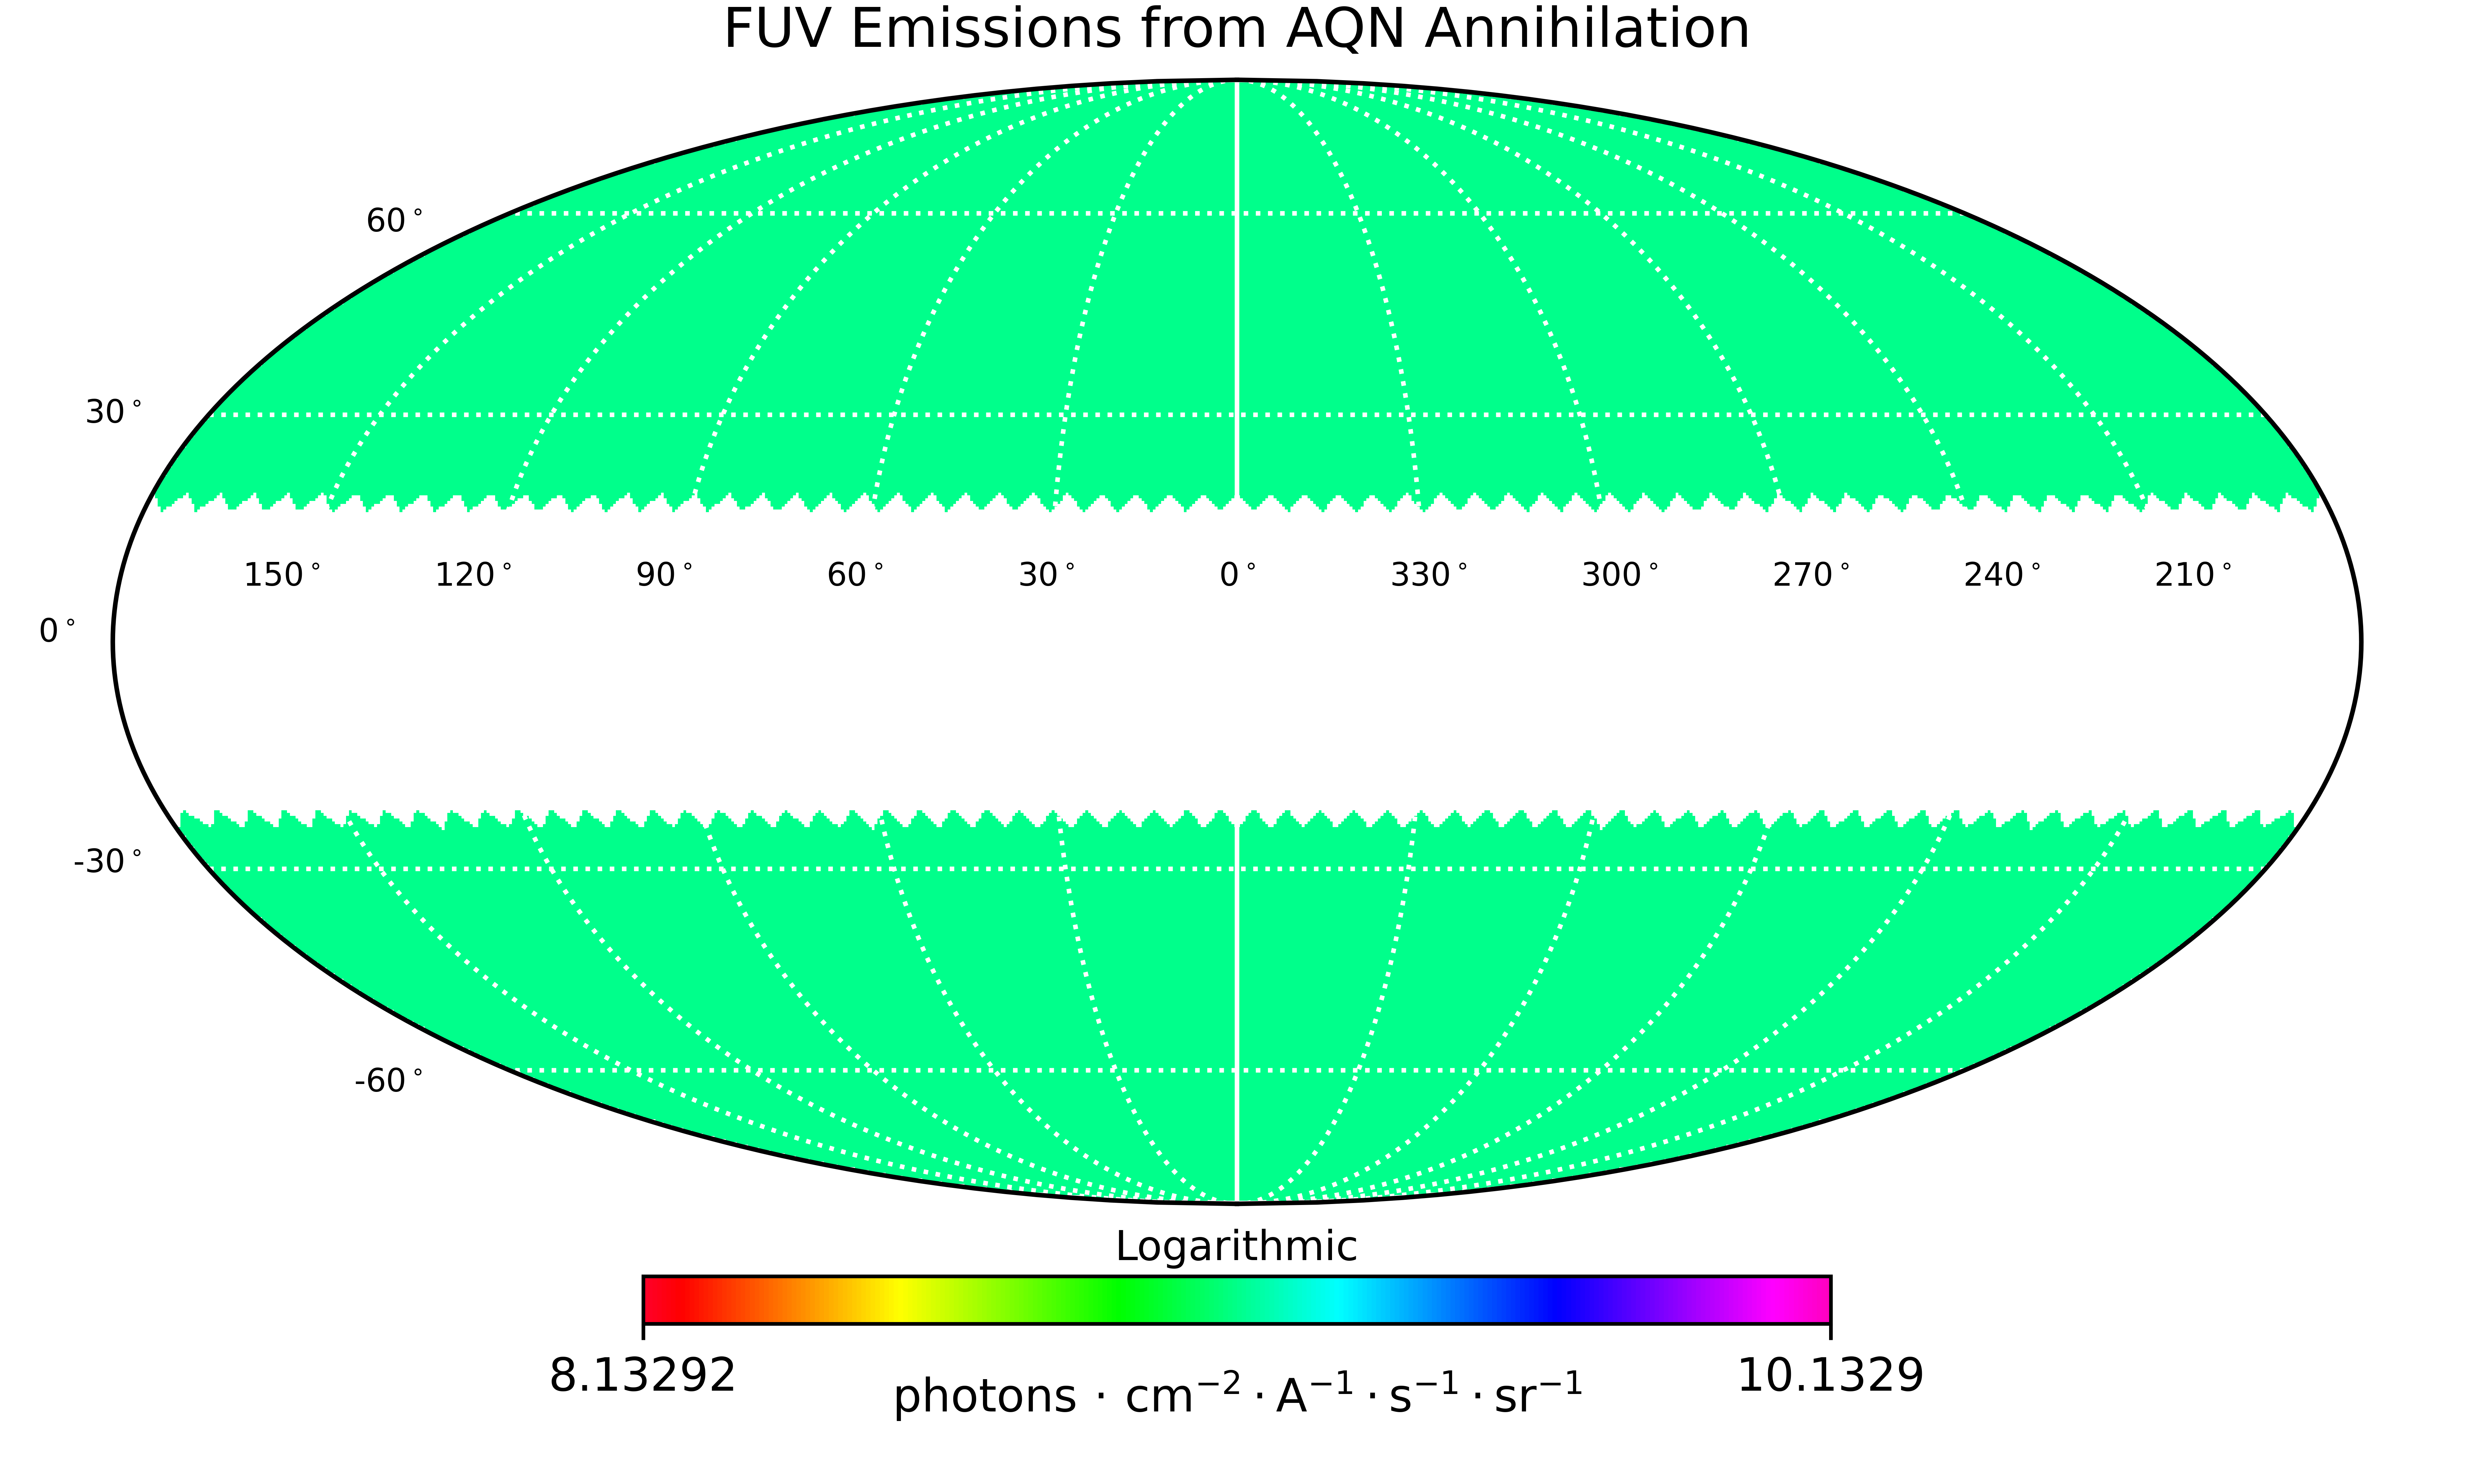 FUV Emissions from AQN Annihilation
60°
30°
150° 120° 90° 60° 30° 0° 330° 300° 270° 240° 210°
0°
-30°
-60°
Logarithmic
8.13292 10.1329
photons · cm⁻² · A⁻¹ · s⁻¹ · sr⁻¹